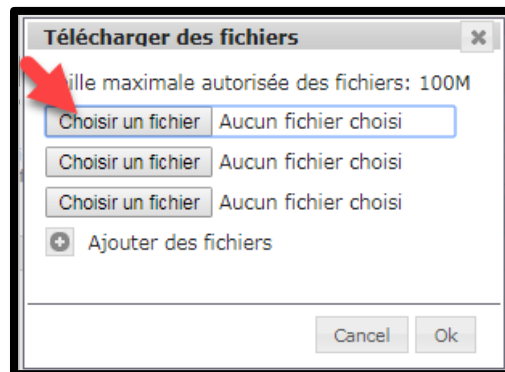 Télécharger des fichiers
ille maximale autorisée des fichiers: 100M
Choisir un fichier Aucun fichier choisi
Choisir un fichier Aucun fichier choisi
Choisir un fichier Aucun fichier choisi
Ajouter des fichiers
Cancel Ok